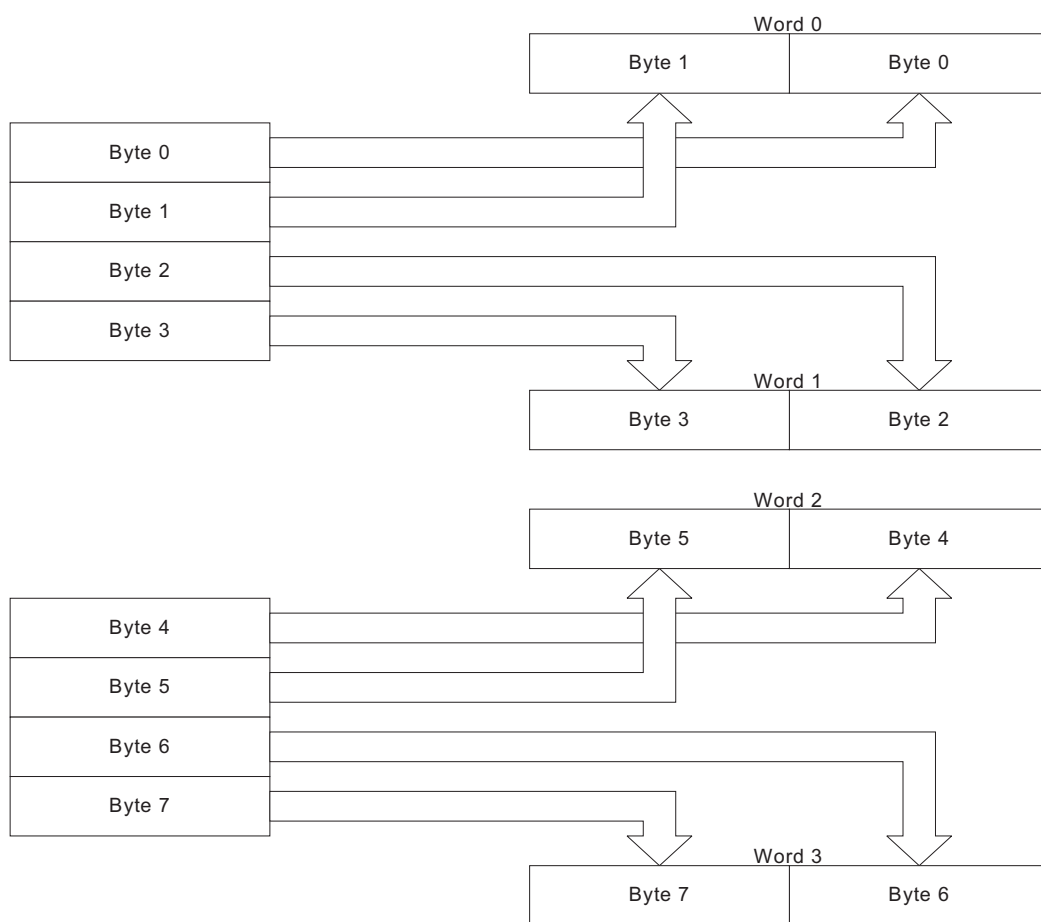 Word 0
Byte 1 Byte 0
Byte 0
Byte 1
Byte 2
Byte 3
Word 1
Byte 3 Byte 2
Word 2
Byte 5 Byte 4
Byte 4
Byte 5
Byte 6
Byte 7
Word 3
Byte 7 Byte 6